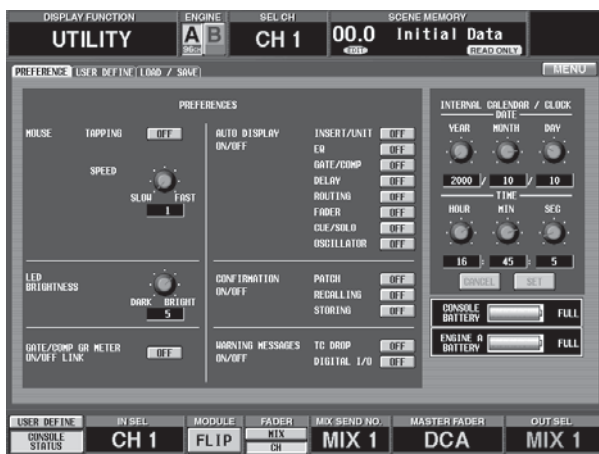 DISPLAY FUNCTION ENGINE SEL CH SCENE MEMORY
UTILITY A B CH 1 00.0 Initial Data
96CH EDIT READ ONLY
PREFERENCE USER DEFINE LOAD / SAVE MENU
PREFERENCES
MOUSE TAPPING OFF
SPEED
SLOW FAST
1
LED BRIGHTNESS
DARK BRIGHT
5
GATE/COMP GR METER ON/OFF LINK OFF
AUTO DISPLAY ON/OFF
INSERT/UNIT OFF
EQ OFF
GATE/COMP OFF
DELAY OFF
ROUTING OFF
FADER OFF
CUE/SOLO OFF
OSCILLATOR OFF
CONFIRMATION ON/OFF
PATCH OFF
RECALLING OFF
STORING OFF
WARNING MESSAGES ON/OFF
TC DROP OFF
DIGITAL I/O OFF
INTERNAL CALENDAR / CLOCK
DATE
YEAR MONTH DAY
2000 / 10 / 10
TIME
HOUR MIN SEC
16 : 45 : 5
CANCEL SET
CONSOLE BATTERY FULL
ENGINE A BATTERY FULL
USER DEFINE IN SEL MODULE FADER MIX SEND NO. MASTER FADER OUT SEL
CONSOLE STATUS CH 1 FLIP MIX CH MIX 1 DCA MIX 1